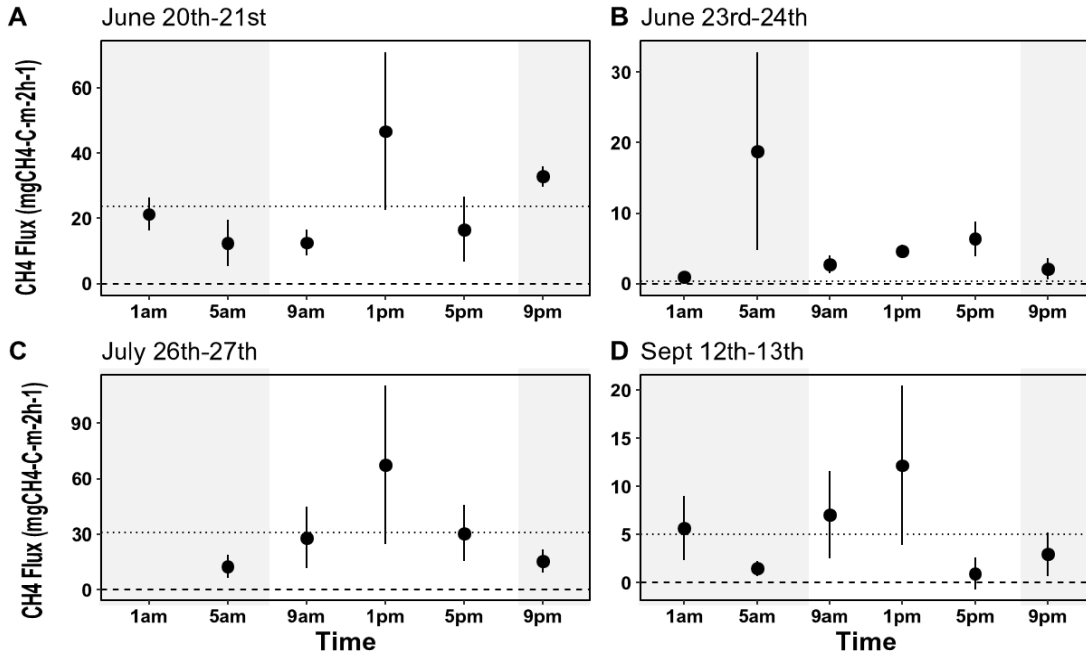 A June 20th-21st
CH4 Flux (mgCH4-C-m-2h-1)
60
40
20
0
1am 5am 9am 1pm 5pm 9pm
B June 23rd-24th
30
20
10
0
1am 5am 9am 1pm 5pm 9pm
C July 26th-27th
CH4 Flux (mgCH4-C-m-2h-1)
90
60
30
0
1am 5am 9am 1pm 5pm 9pm
Time
D Sept 12th-13th
20
15
10
5
0
1am 5am 9am 1pm 5pm 9pm
Time